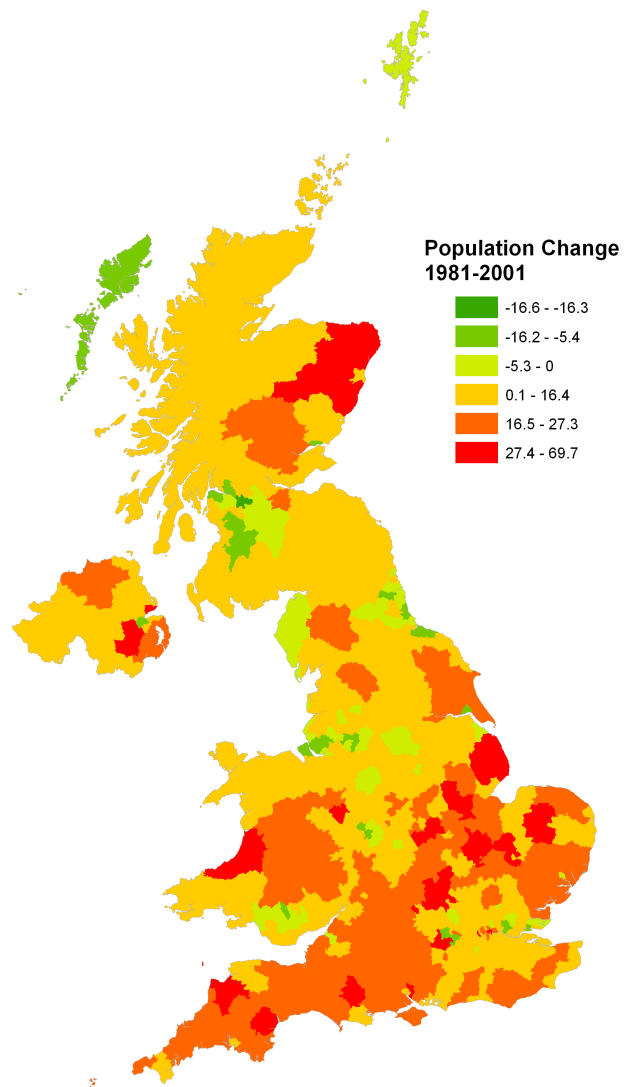 Population Change
1981-2001
-16.6 - -16.3
-16.2 - -5.4
-5.3 - 0
0.1 - 16.4
16.5 - 27.3
27.4 - 69.7